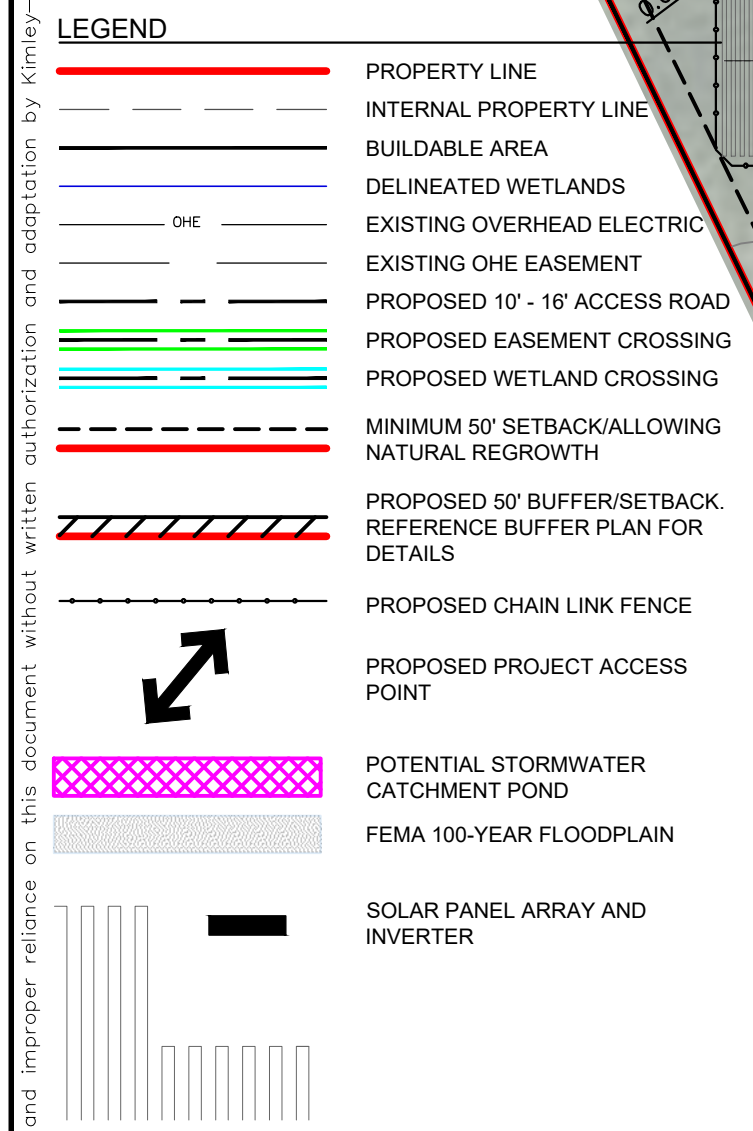 and improper reliance on this document without written authorization and adaptation by Kimley—
LEGEND
PROPERTY LINE
INTERNAL PROPERTY LINE
BUILDABLE AREA
DELINEATED WETLANDS
OHE
EXISTING OVERHEAD ELECTRIC
EXISTING OHE EASEMENT
PROPOSED 10' - 16' ACCESS ROAD
PROPOSED EASEMENT CROSSING
PROPOSED WETLAND CROSSING
MINIMUM 50' SETBACK/ALLOWING
NATURAL REGROWTH
PROPOSED 50' BUFFER/SETBACK.
REFERENCE BUFFER PLAN FOR
DETAILS
PROPOSED CHAIN LINK FENCE
PROPOSED PROJECT ACCESS
POINT
POTENTIAL STORMWATER
CATCHMENT POND
FEMA 100-YEAR FLOODPLAIN
SOLAR PANEL ARRAY AND
INVERTER